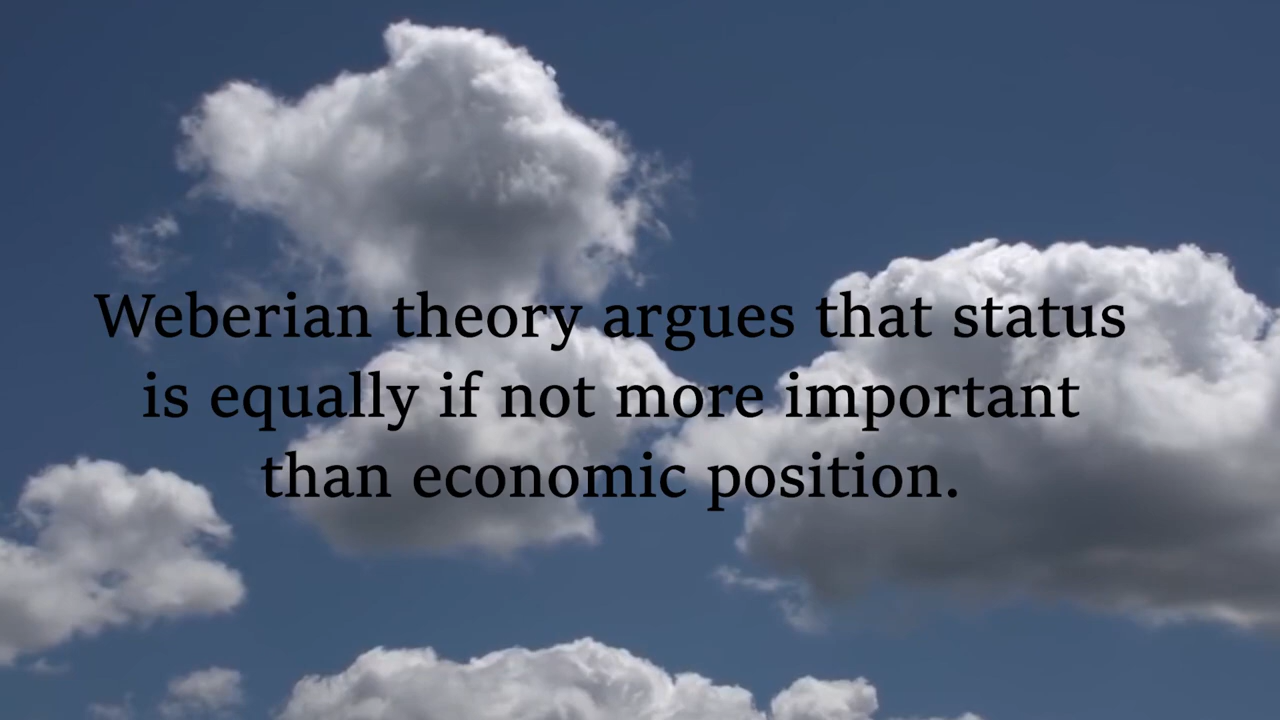 Weberian theory argues that status
is equally if not more important
than economic position.